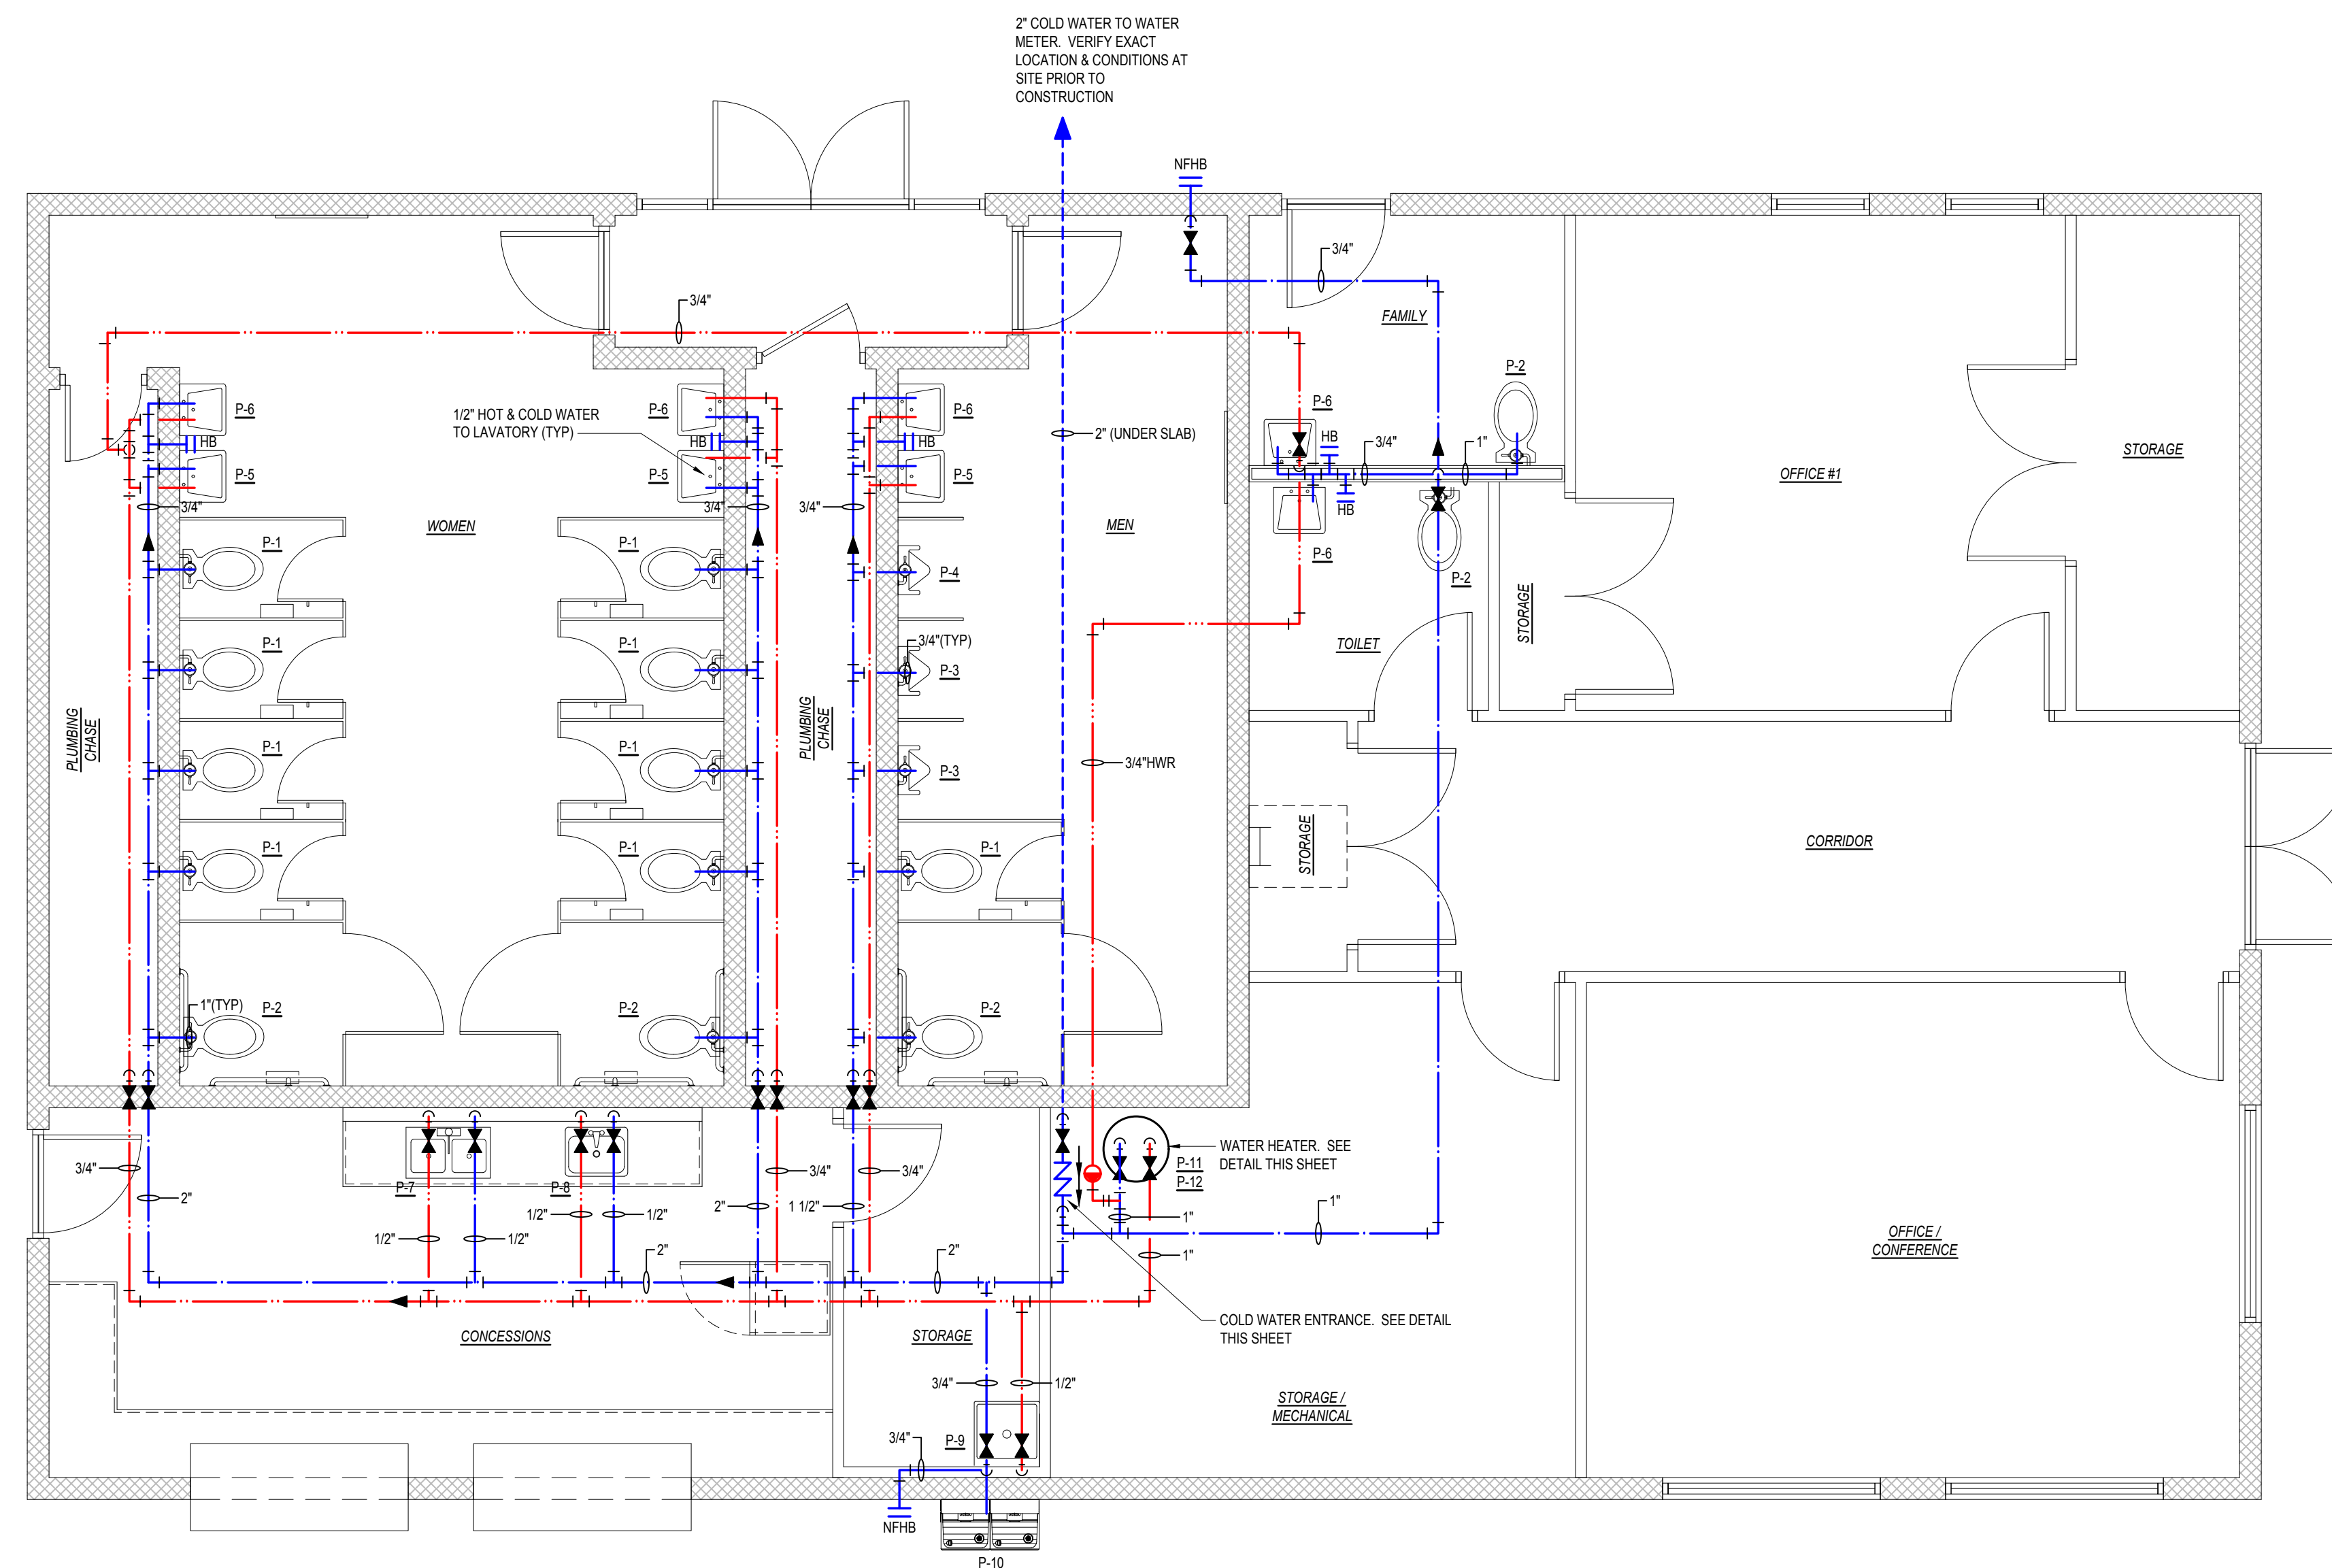 2" COLD WATER TO WATER
METER. VERIFY EXACT
LOCATION & CONDITIONS AT
SITE PRIOR TO
CONSTRUCTION
NFHB
3/4"
3/4"
FAMILY
P-2
P-6
P-6
P-6
P-6
1/2" HOT & COLD WATER
TO LAVATORY (TYP)
2" (UNDER SLAB)
HB
HB
HB
HB
3/4"
1"
STORAGE
P-5
P-5
P-5
OFFICE #1
3/4"
3/4"
3/4"
HB
WOMEN
MEN
P-1
P-1
P-6
P-4
P-2
STORAGE
3/4"(TYP)
TOILET
P-1
P-1
P-3
PLUMBING
CHASE
PLUMBING
CHASE
P-1
P-1
P-3
3/4"HWR
STORAGE
CORRIDOR
P-1
P-1
P-1
1"(TYP)
P-2
P-2
P-2
WATER HEATER. SEE
DETAIL THIS SHEET
P-11
P-12
3/4"
3/4"
3/4"
P-7
P-8
2"
2"
1 1/2"
1/2"
1/2"
1/2"
1/2"
1"
1"
OFFICE /
CONFERENCE
2"
2"
1"
COLD WATER ENTRANCE. SEE DETAIL
THIS SHEET
CONCESSIONS
STORAGE
3/4"
1/2"
STORAGE /
MECHANICAL
3/4"
P-9
NFHB
P-10